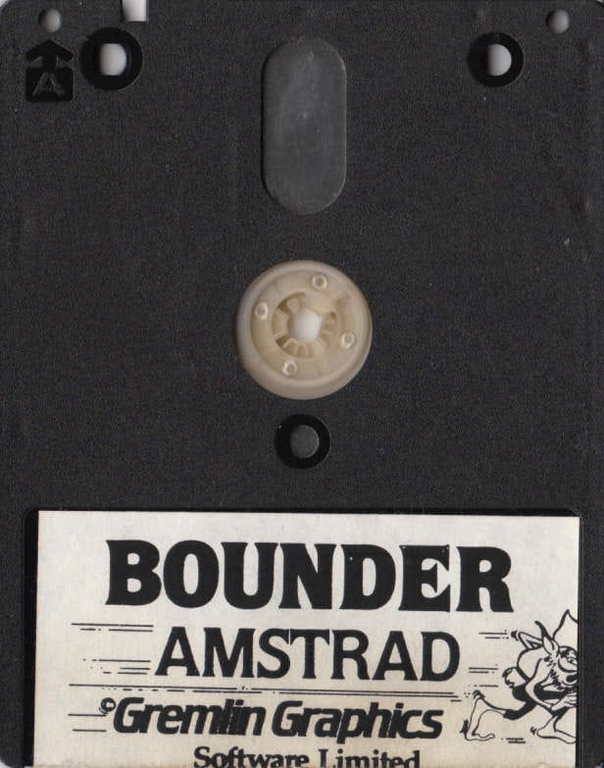 A
BOUNDER
AMSTRAD
©Gremlin Graphics
Software Limited